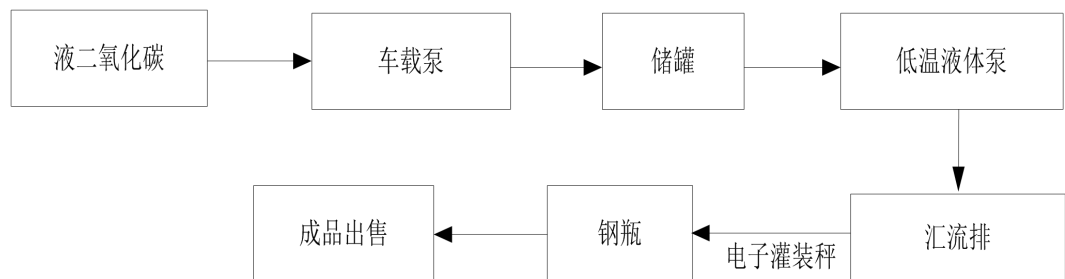 液二氧化碳
车载泵
储罐
低温液体泵
汇流排
电子灌装秤
钢瓶
成品出售